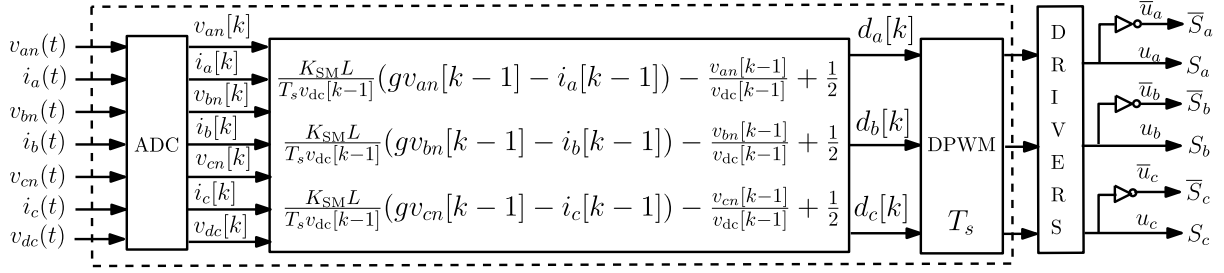 v_{an}(t)
i_a(t)
v_{bn}(t)
i_b(t)
v_{cn}(t)
i_c(t)
v_{dc}(t)
ADC
v_{an}[k]
i_a[k]
v_{bn}[k]
i_b[k]
v_{cn}[k]
i_c[k]
v_{dc}[k]
\frac{K_{SM}L}{T_s v_{dc}[k-1]}(gv_{an}[k-1] - i_a[k-1]) - \frac{v_{an}[k-1]}{v_{dc}[k-1]} + \frac{1}{2}
\frac{K_{SM}L}{T_s v_{dc}[k-1]}(gv_{bn}[k-1] - i_b[k-1]) - \frac{v_{bn}[k-1]}{v_{dc}[k-1]} + \frac{1}{2}
\frac{K_{SM}L}{T_s v_{dc}[k-1]}(gv_{cn}[k-1] - i_c[k-1]) - \frac{v_{cn}[k-1]}{v_{dc}[k-1]} + \frac{1}{2}
d_a[k]
d_b[k]
d_c[k]
DPWM
T_s
DRIVERS
\overline{u}_a
\overline{S}_a
u_a
S_a
\overline{u}_b
\overline{S}_b
u_b
S_b
\overline{u}_c
\overline{S}_c
u_c
S_c